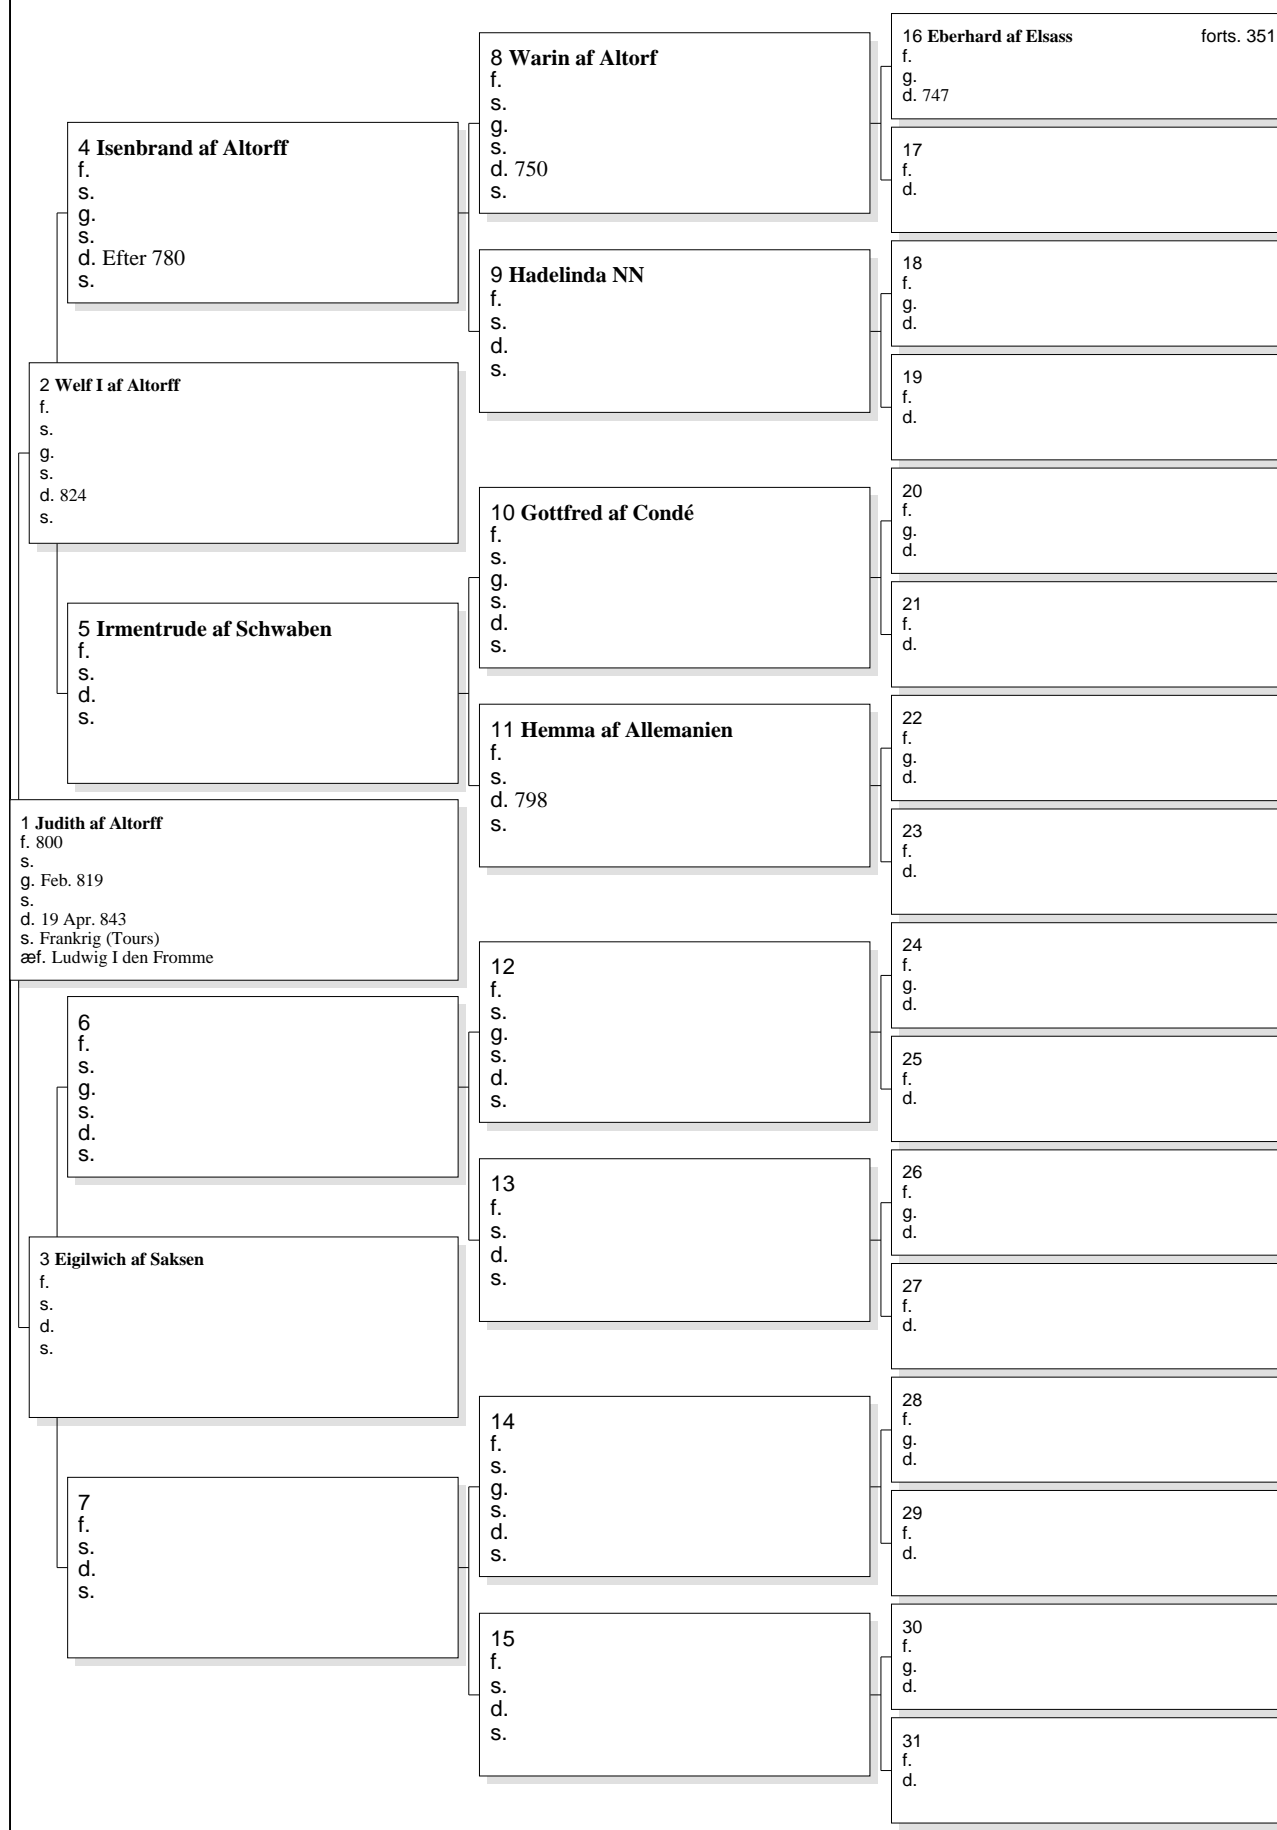 16 Eberhard af Elsass forts. 351
f.
g.
d. 747
8 Warin af Altorf
f.
s.
g.
s.
d. 750
s.
17
f.
d.
4 Isenbrand af Altorff
f.
s.
g.
s.
d. Efter 780
s.
18
f.
g.
d.
9 Hadelinda NN
f.
s.
d.
s.
19
f.
d.
2 Welf I af Altorff
f.
s.
g.
s.
d. 824
s.
20
f.
g.
d.
10 Gottfred af Condé
f.
s.
g.
s.
d.
s.
21
f.
d.
5 Irmentrude af Schwaben
f.
s.
d.
s.
22
f.
g.
d.
11 Hemma af Allemanien
f.
s.
d. 798
s.
23
f.
d.
1 Judith af Altorff
f. 800
s.
g. Feb. 819
s.
d. 19 Apr. 843
s. Frankrig (Tours)
æf. Ludwig I den Fromme
24
f.
g.
d.
12
f.
s.
g.
s.
d.
s.
25
f.
d.
6
f.
s.
g.
s.
d.
s.
26
f.
g.
d.
13
f.
s.
d.
s.
27
f.
d.
3 Eigilwich af Saksen
f.
s.
d.
s.
28
f.
g.
d.
14
f.
s.
g.
s.
d.
s.
29
f.
d.
7
f.
s.
d.
s.
30
f.
g.
d.
15
f.
s.
d.
s.
31
f.
d.